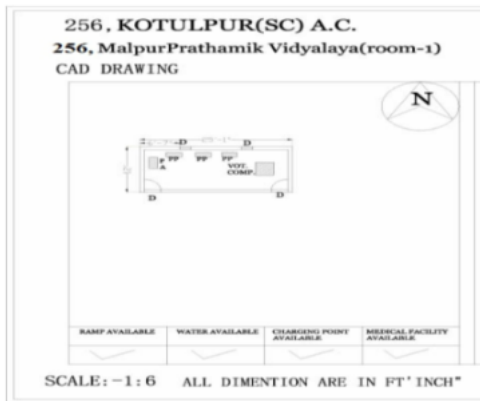 256, KOTULPUR(SC) A.C.
256, MalpurPrathamik Vidyalaya(room-1)
CAD DRAWING
N
D
PP PP PP
P
A
VOT.
COMP.
D D
RAMP AVAILABLE WATER AVAILABLE CHARGING POINT AVAILABLE MEDICAL FACILITY AVAILABLE
SCALE:-1:6 ALL DIMENTION ARE IN FT'INCH"